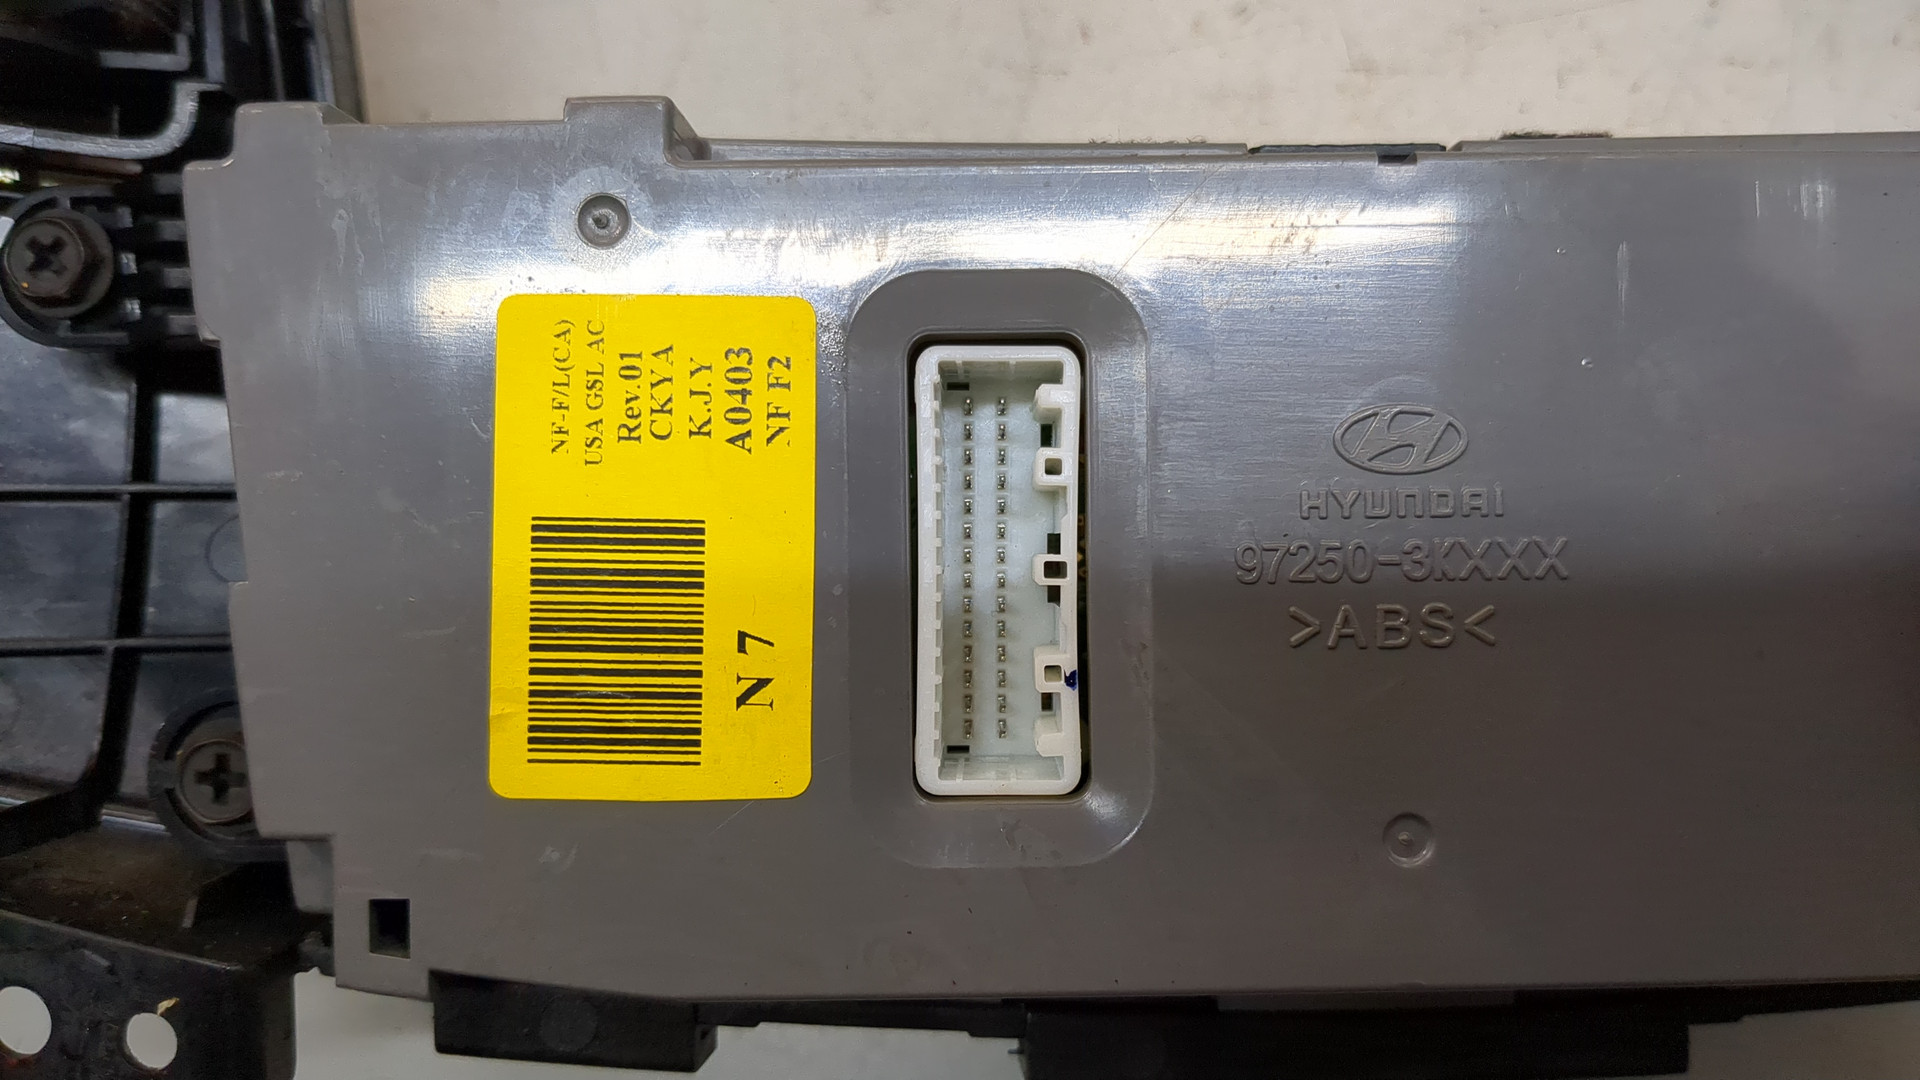 NF-F/L(CA)
USA GSL AC
Rev.01
CKYA
K.J.Y
A0403
NF F2
N 7
HYUNDAI
97250-3KXXX
>ABS<